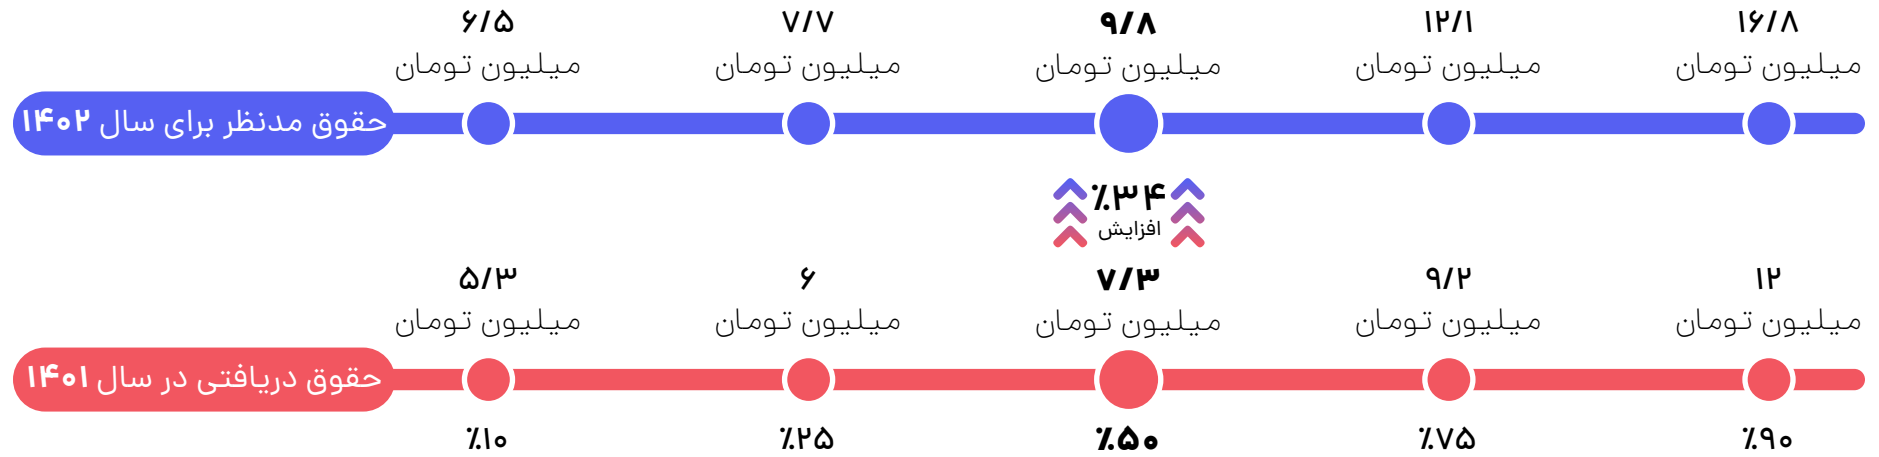 ۶/۵
میلیون تومان
۷/۷
میلیون تومان
۹/۸
میلیون تومان
۱۲/۱
میلیون تومان
۱۶/۸
میلیون تومان
حقوق مدنظر برای سال ۱۴۰۲
٪۳۴
افزایش
۵/۳
میلیون تومان
۶
میلیون تومان
۷/۳
میلیون تومان
۹/۲
میلیون تومان
۱۲
میلیون تومان
حقوق دریافتی در سال ۱۴۰۱
٪۱۰
٪۲۵
٪۵۰
٪۷۵
٪۹۰